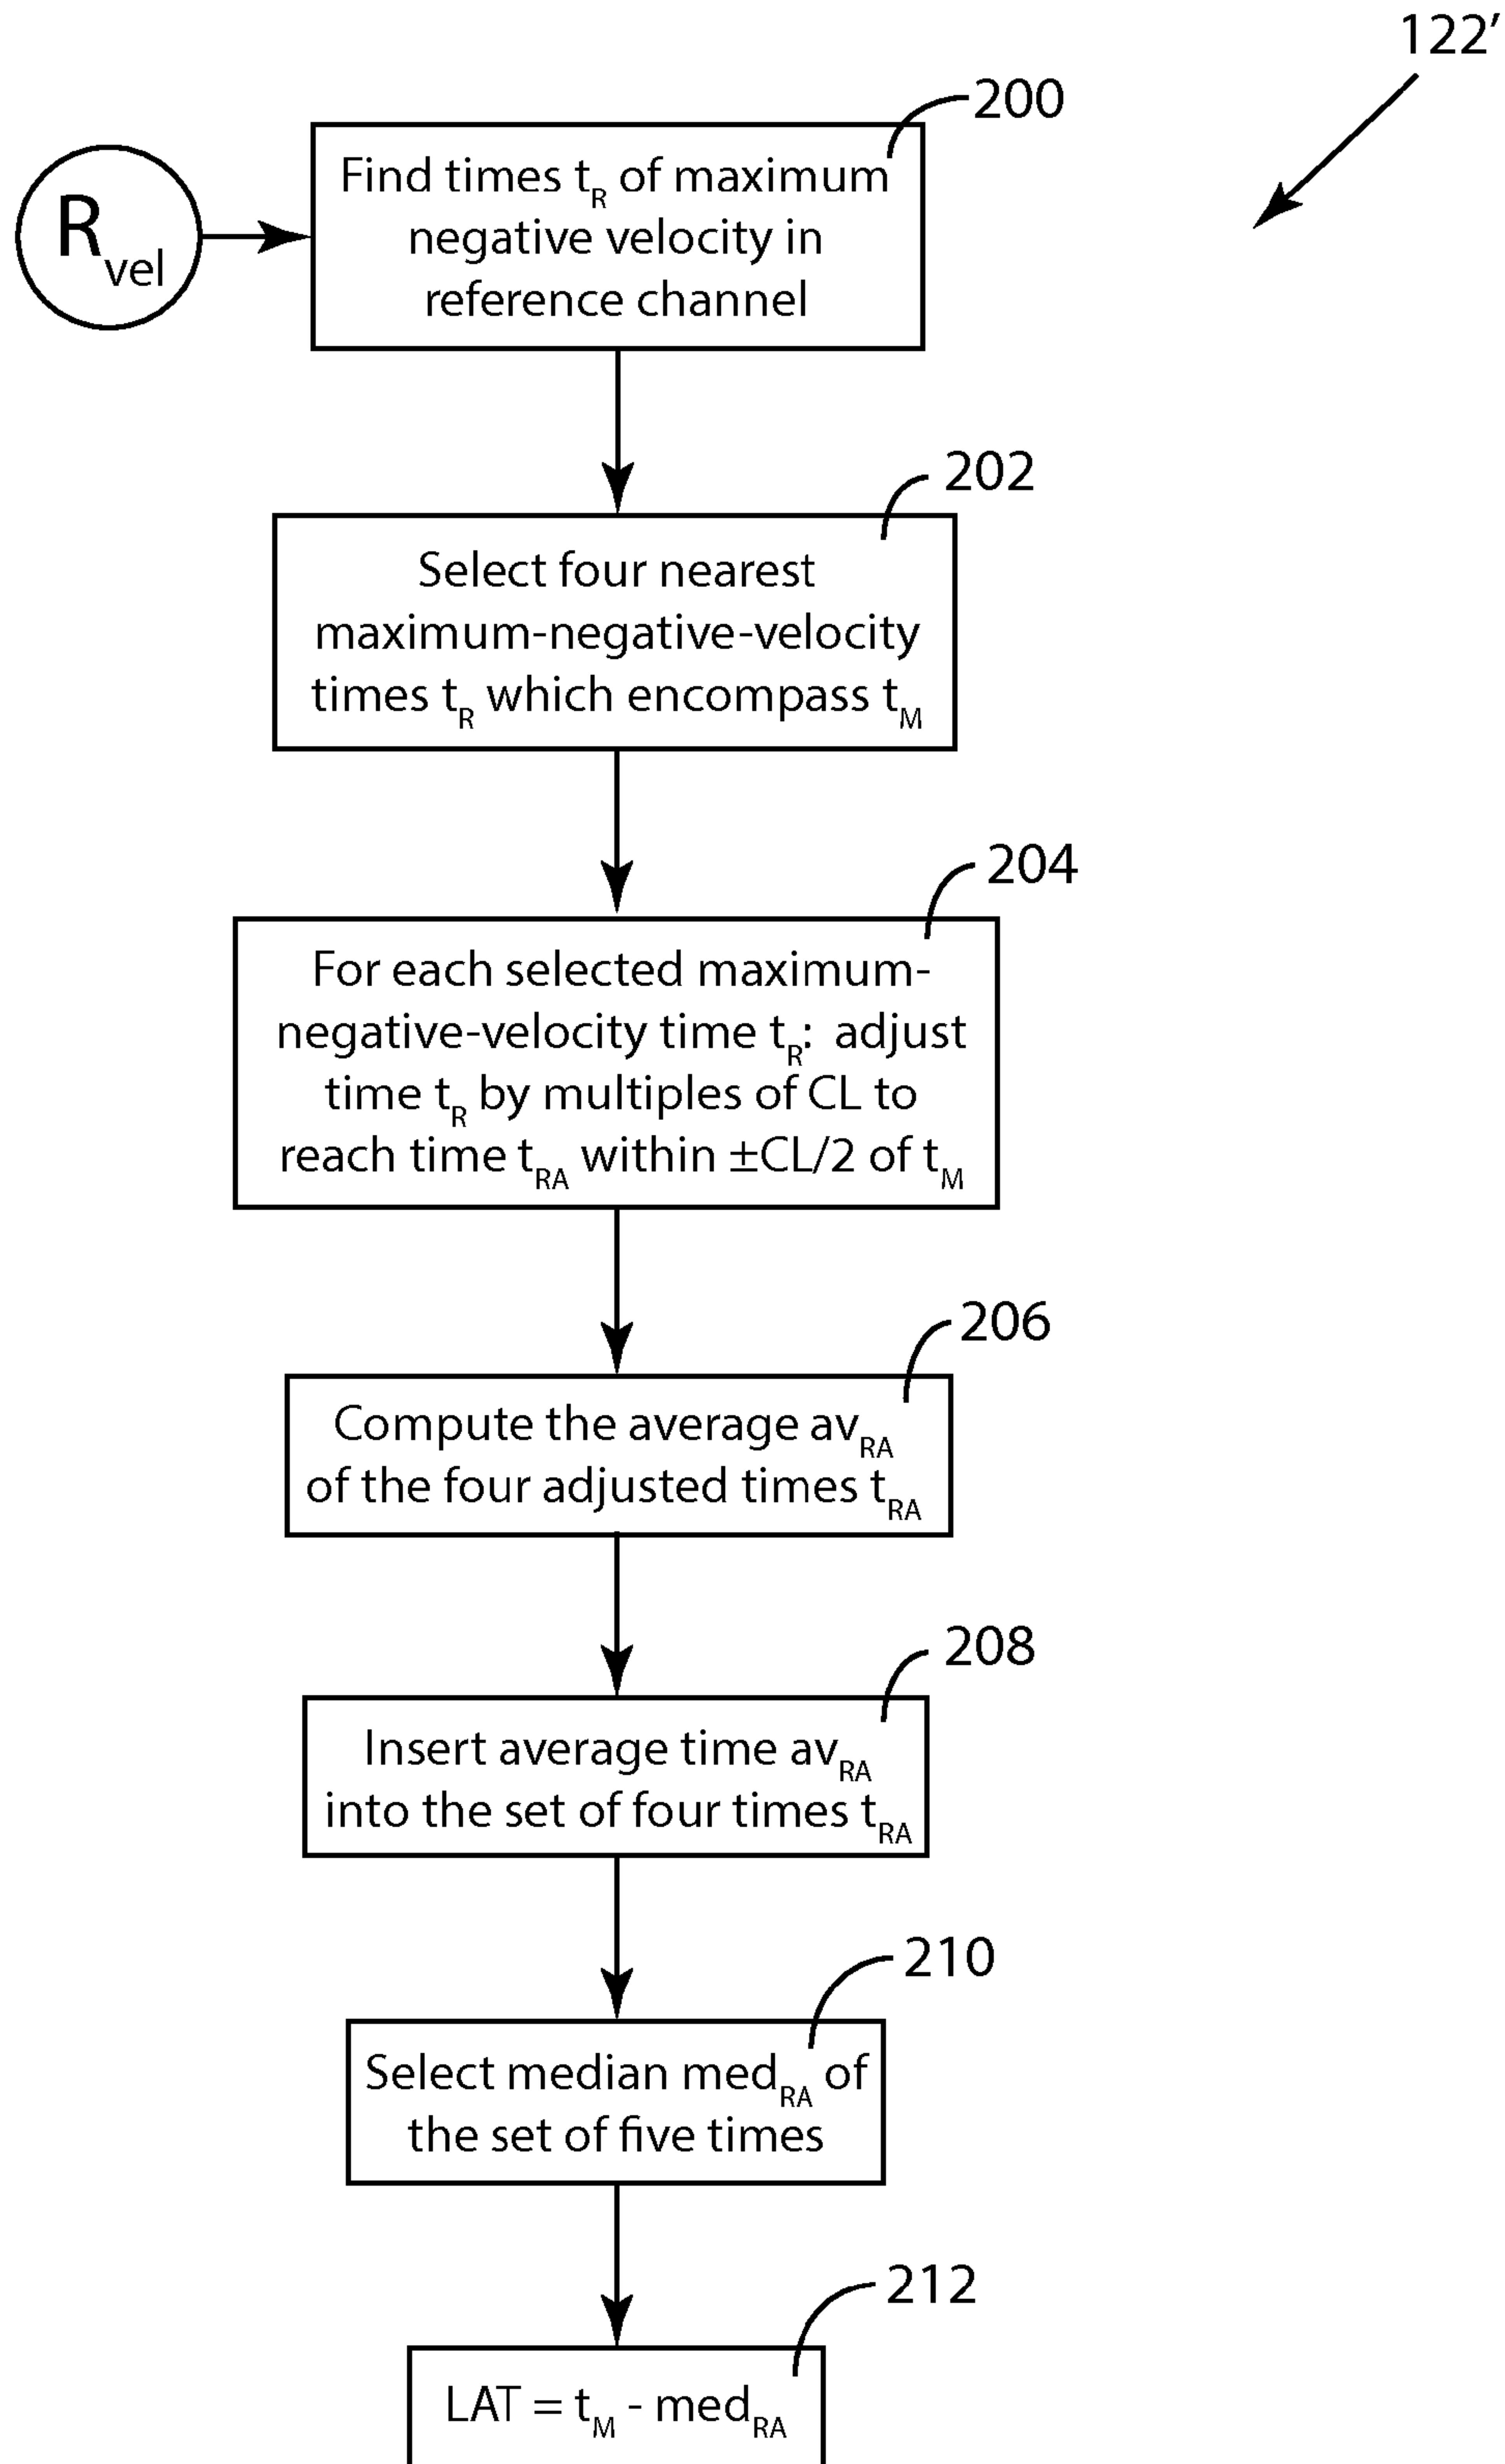 122′
200
R_vel
Find times t_R of maximum
negative velocity in
reference channel
202
Select four nearest
maximum-negative-velocity
times t_R which encompass t_M
204
For each selected maximum-
negative-velocity time t_R: adjust
time t_R by multiples of CL to
reach time t_RA within ±CL/2 of t_M
206
Compute the average av_RA
of the four adjusted times t_RA
208
Insert average time av_RA
into the set of four times t_RA
210
Select median med_RA of
the set of five times
212
LAT = t_M - med_RA